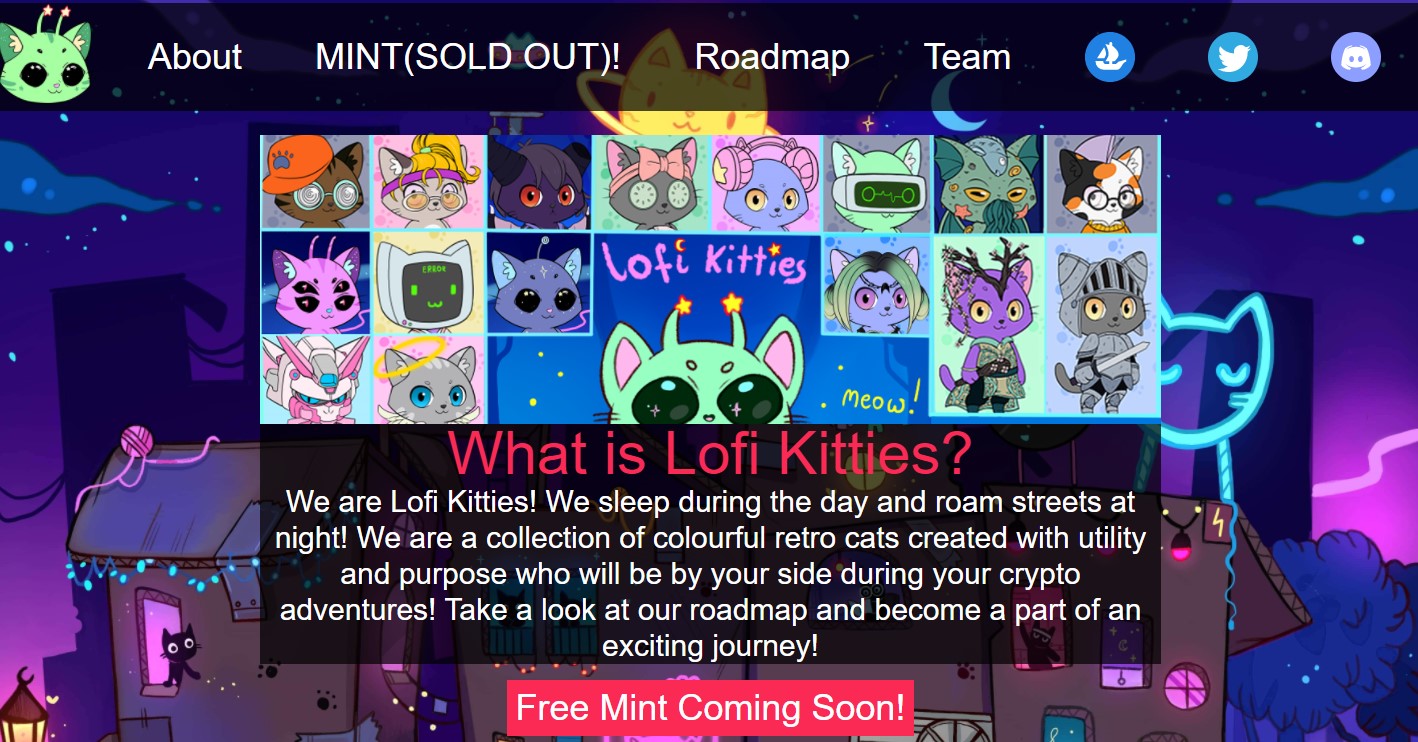 About MINT(SOLD OUT)! Roadmap Team
ERROR
lofi Kitties
meow!
What is Lofi Kitties?
We are Lofi Kitties! We sleep during the day and roam streets at
night! We are a collection of colourful retro cats created with utility
and purpose who will be by your side during your crypto
adventures! Take a look at our roadmap and become a part of an
exciting journey!
Free Mint Coming Soon!